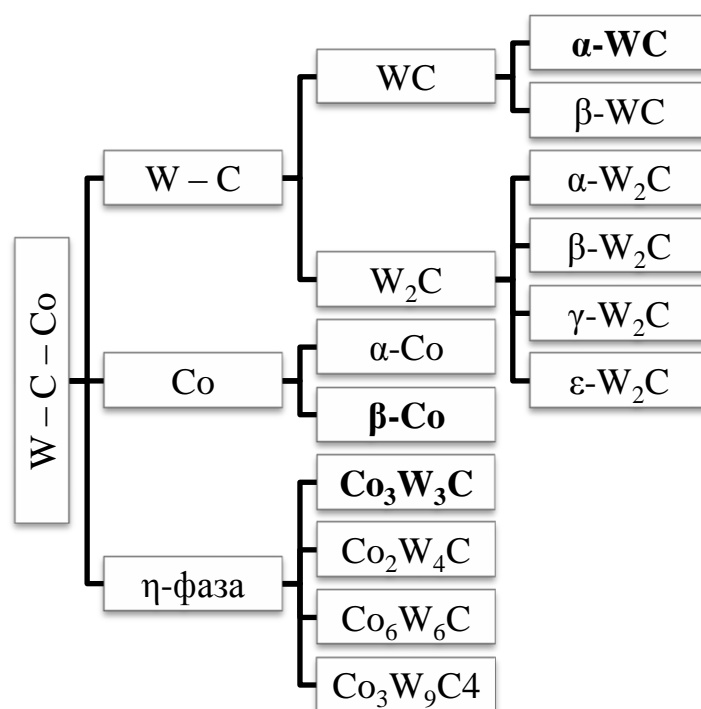 W – C – Co
W – C
WC
α-WC
β-WC
W₂C
α-W₂C
β-W₂C
γ-W₂C
ε-W₂C
Co
α-Co
β-Co
η-фаза
Co₃W₃C
Co₂W₄C
Co₆W₆C
Co₃W₉C4